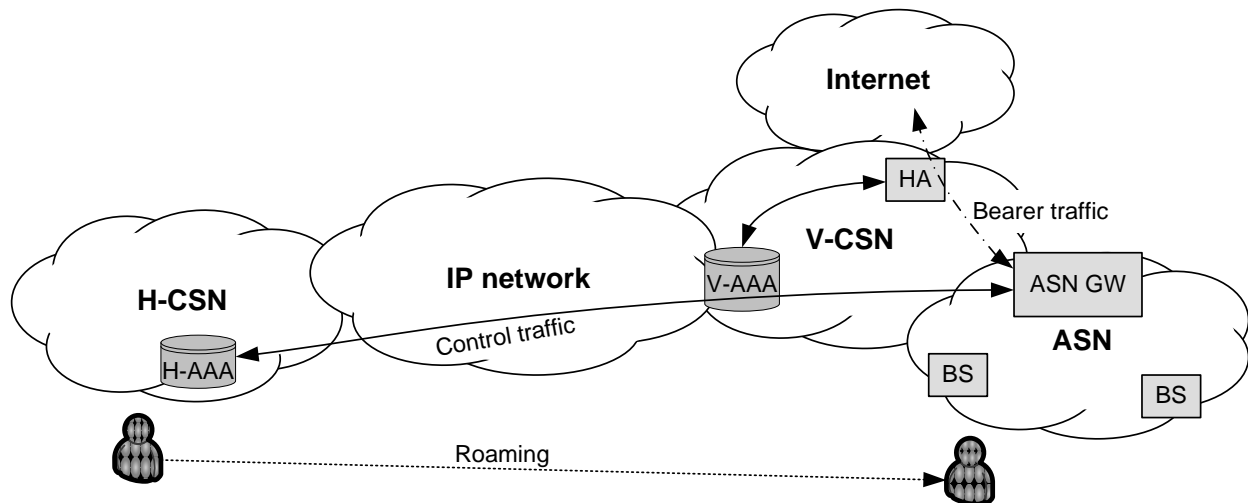 Internet
HA
Bearer traffic
V-CSN
IP network
V-AAA
ASN GW
H-CSN
Control traffic
ASN
H-AAA
BS
BS
Roaming